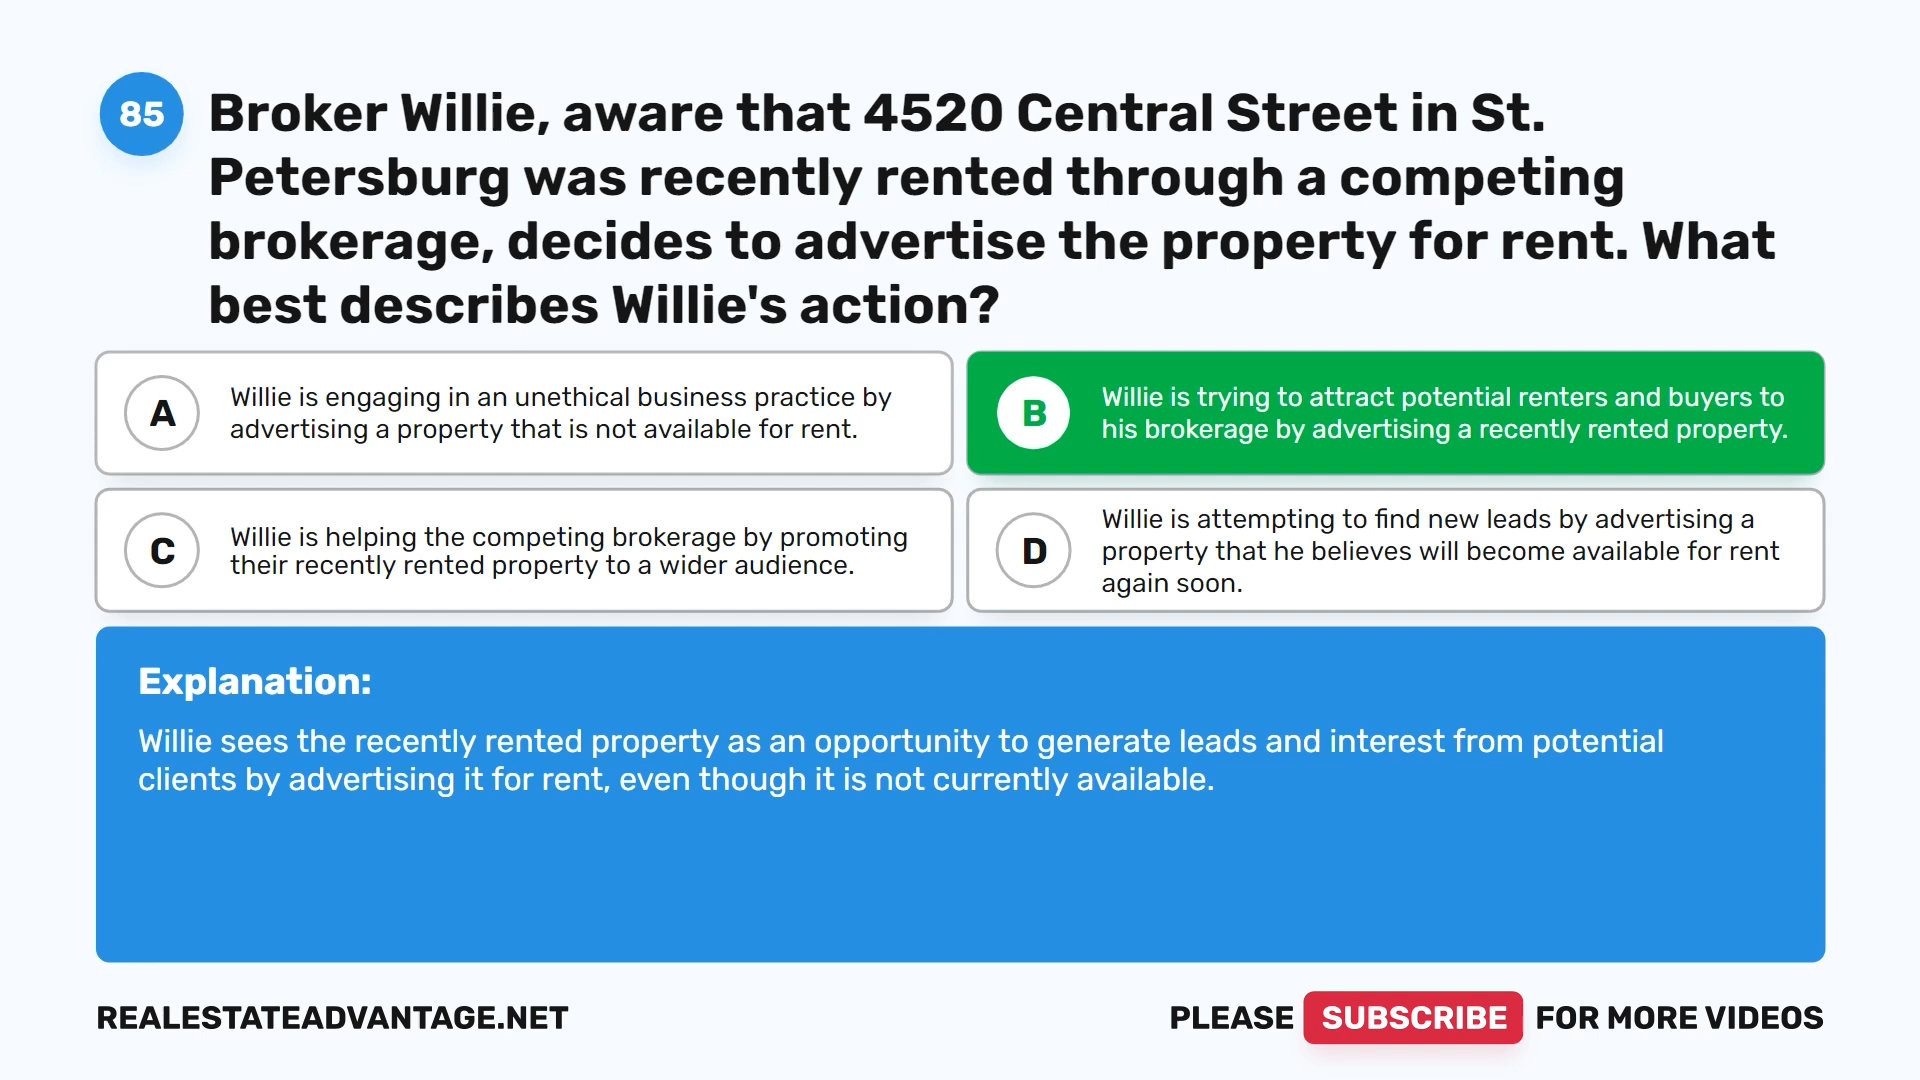 85
Broker Willie, aware that 4520 Central Street in St.
Petersburg was recently rented through a competing
brokerage, decides to advertise the property for rent. What
best describes Willie's action?
A
Willie is engaging in an unethical business practice by
advertising a property that is not available for rent.
B
Willie is trying to attract potential renters and buyers to
his brokerage by advertising a recently rented property.
C
Willie is helping the competing brokerage by promoting
their recently rented property to a wider audience.
D
Willie is attempting to find new leads by advertising a
property that he believes will become available for rent
again soon.
Explanation:
Willie sees the recently rented property as an opportunity to generate leads and interest from potential
clients by advertising it for rent, even though it is not currently available.
REALESTATEADVANTAGE.NET
PLEASE SUBSCRIBE FOR MORE VIDEOS